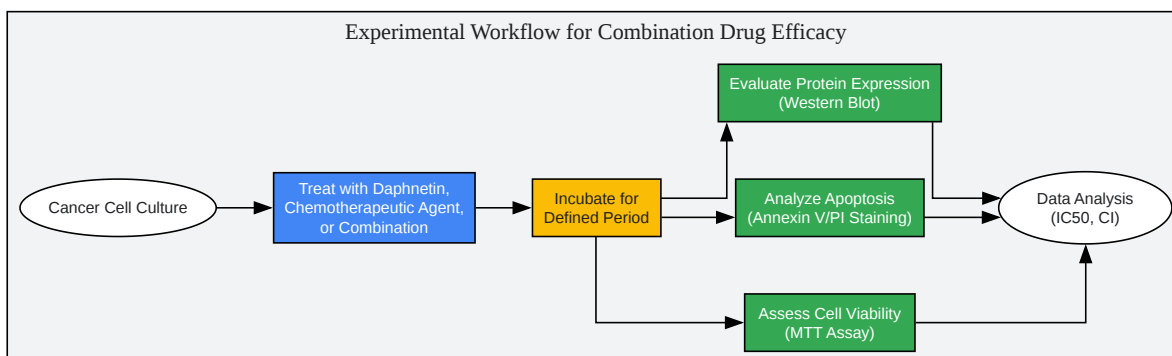 Experimental Workflow for Combination Drug Efficacy
Evaluate Protein Expression
(Western Blot)
Cancer Cell Culture
Treat with Daphnetin,
Chemotherapeutic Agent,
or Combination
Incubate for
Defined Period
Analyze Apoptosis
(Annexin V/PI Staining)
Data Analysis
(IC50, CI)
Assess Cell Viability
(MTT Assay)